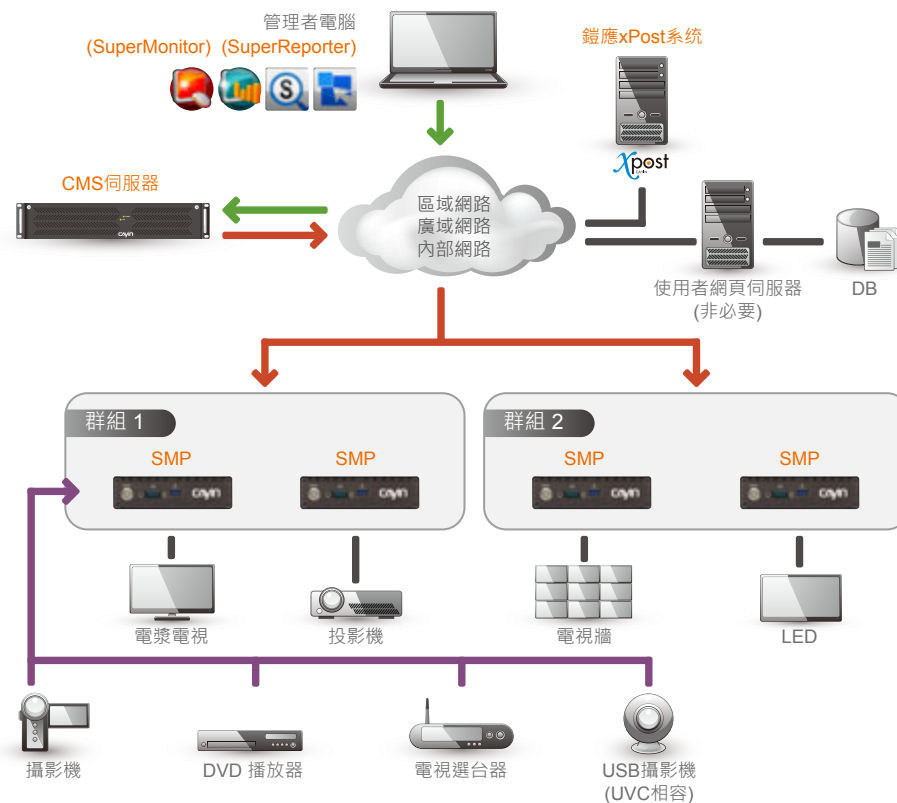 管理者電腦
(SuperMonitor) (SuperReporter)
S
鎧應xPost系统
Xpost
CAYIN
CMS伺服器
CAYIN
區域網路
廣域網路
內部網路
使用者網頁伺服器
(非必要)
DB
群組 1
SMP
SMP
CAYIN
CAYIN
群組 2
SMP
SMP
CAYIN
CAYIN
電漿電視
投影機
電視牆
LED
攝影機
DVD 播放器
電視選台器
USB攝影機
(UVC相容)